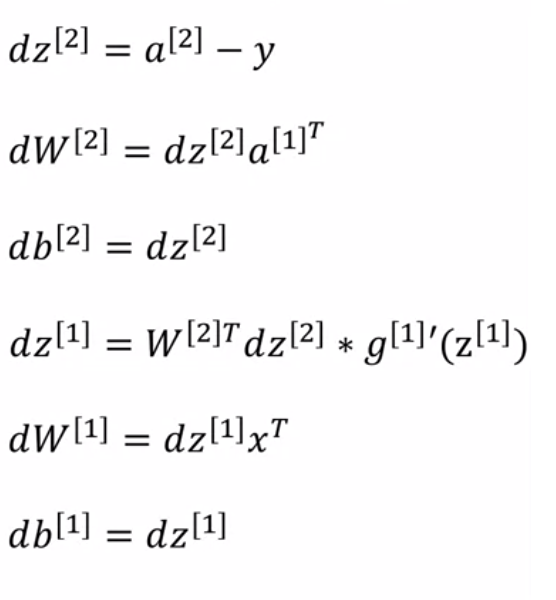 dz^{[2]} = a^{[2]} − y
dW^{[2]} = dz^{[2]}a^{[1]^T}
db^{[2]} = dz^{[2]}
dz^{[1]} = W^{[2]T}dz^{[2]} ∗ g^{[1]}′(z^{[1]})
dW^{[1]} = dz^{[1]}x^T
db^{[1]} = dz^{[1]}